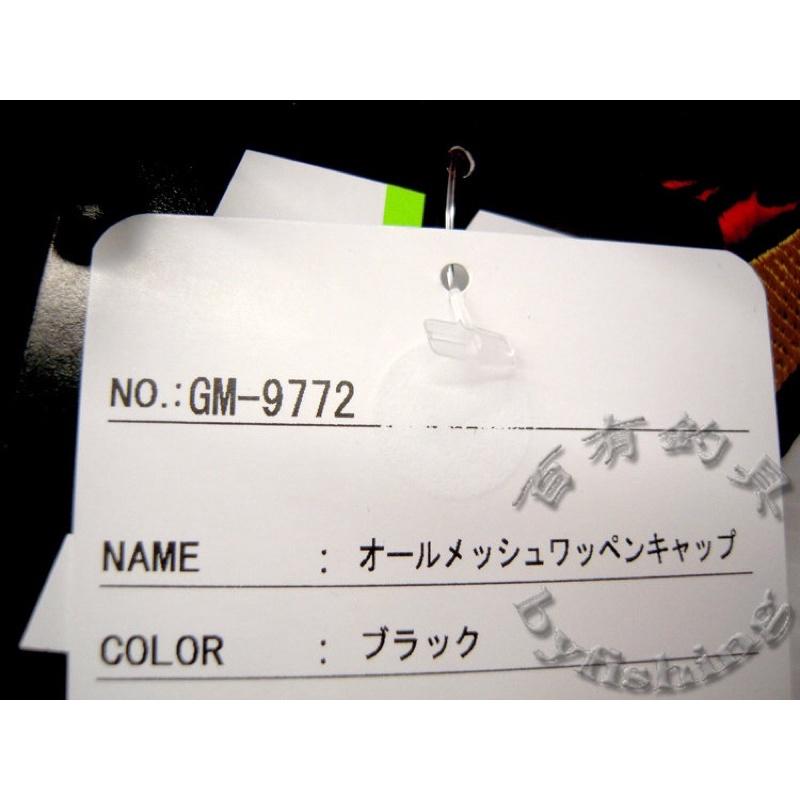 NO.:GM-9772
NAME : オールメッシュワッペンキャップ
COLOR : ブラック
百有釣具
byfishing